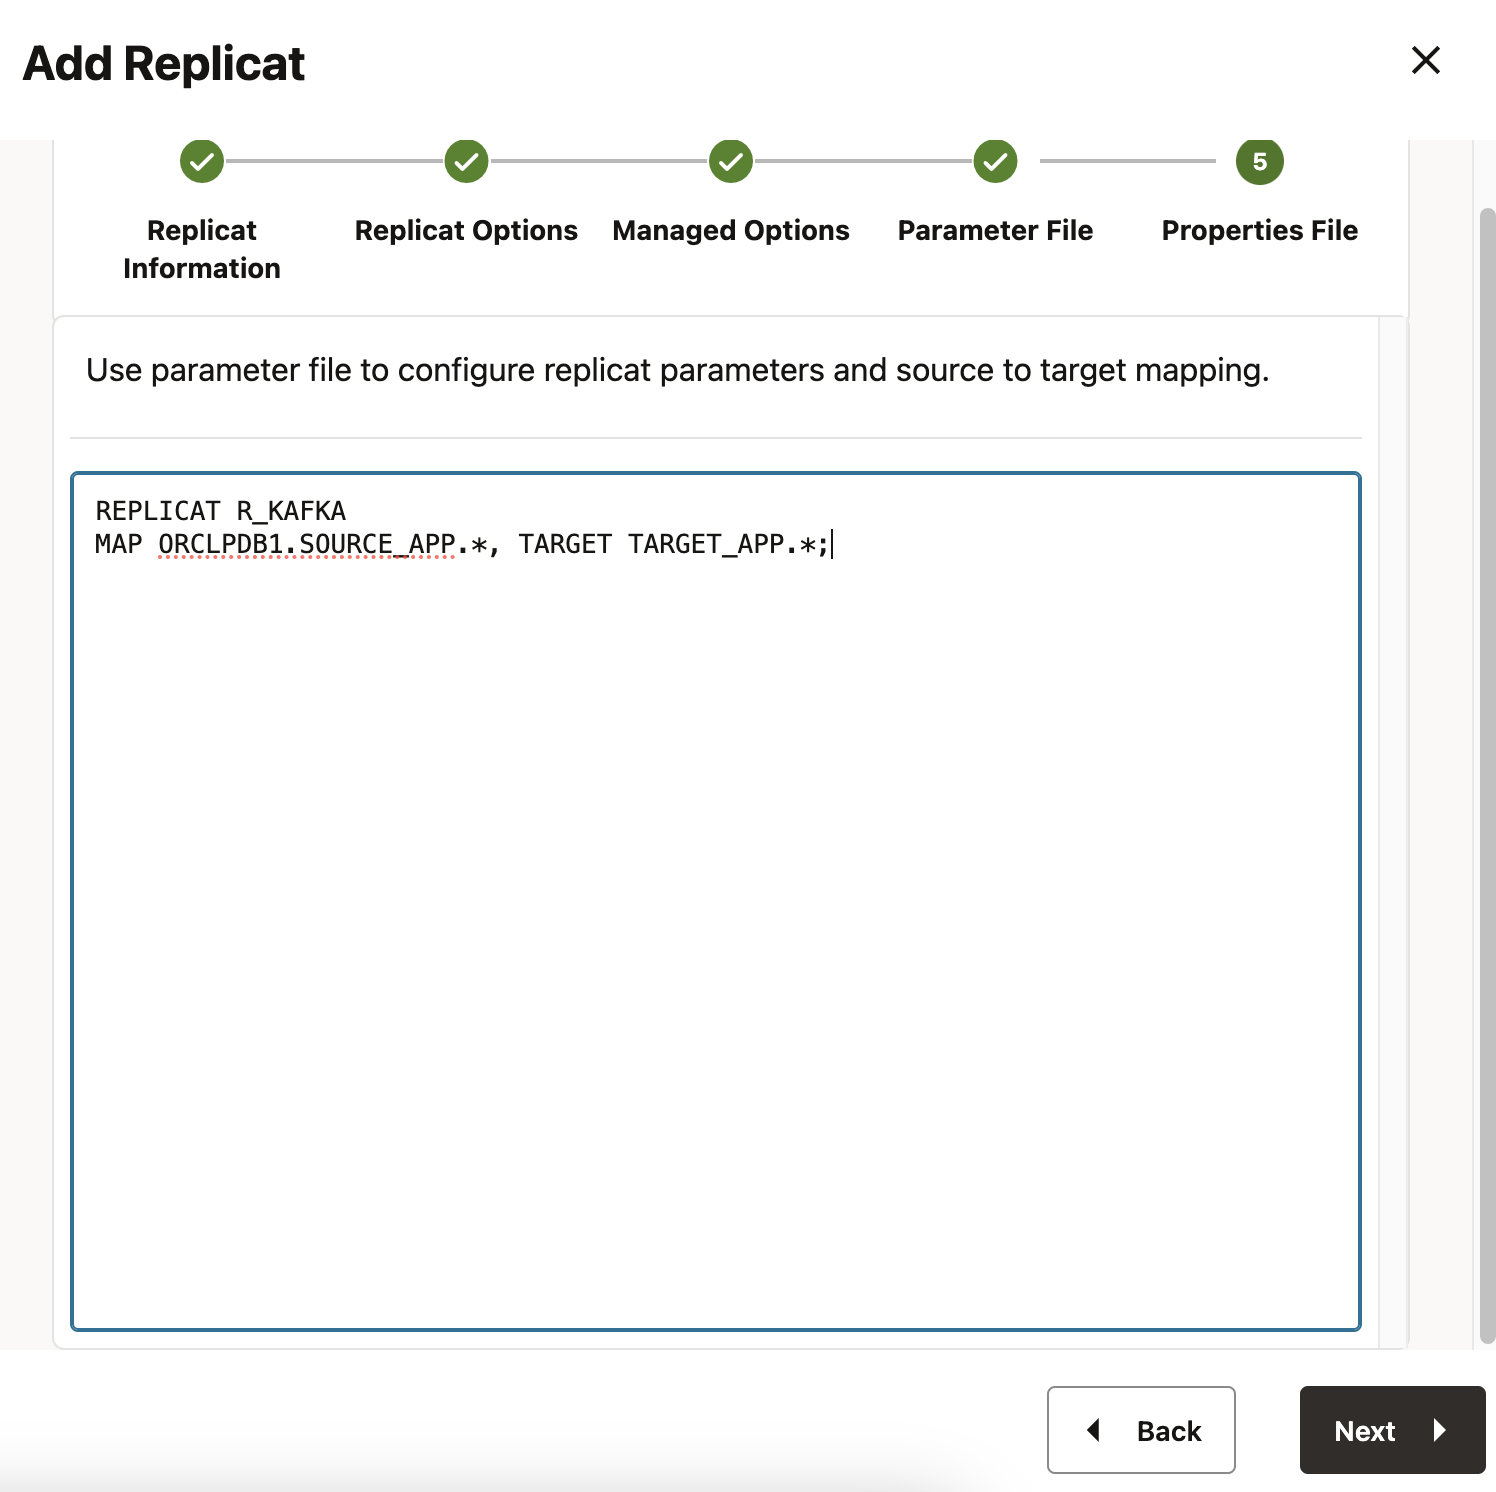 Add Replicat
5
Replicat Information
Replicat Options
Managed Options
Parameter File
Properties File
Use parameter file to configure replicat parameters and source to target mapping.
REPLICAT R_KAFKA
MAP ORCLPDB1.SOURCE_APP.*, TARGET TARGET_APP.*;
Back
Next